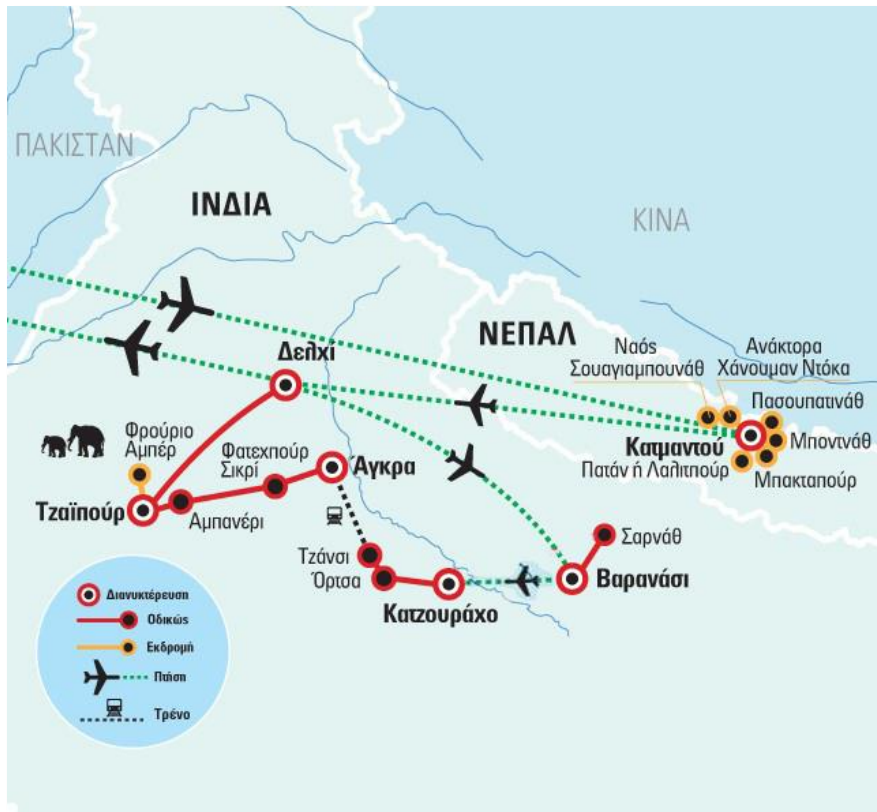 ΠΑΚΙΣΤΑΝ
ΙΝΔΙΑ
ΚΙΝΑ
ΝΕΠΑΛ
Δελχι
Ναός
Σουαγιαμπουνάθ
Ανάκτορα
Χάνουμαν Ντόκα
Πασουπατινάθ
Κατμαντού
Μποντνάθ
Πατάν ή Λαλιτπούρ
Μπακταπούρ
Φρούριο
Αμπέρ
Φατεχπούρ
Σικρί
Άγκρα
Τζαϊπούρ
Αμπανέρι
Τζάνσι
Όρτσα
Κατζουράχο
Σαρνάθ
Βαρανάσι
Διανυκτέρευση
Οδικώς
Εκδρομή
Πτήση
Τρένο